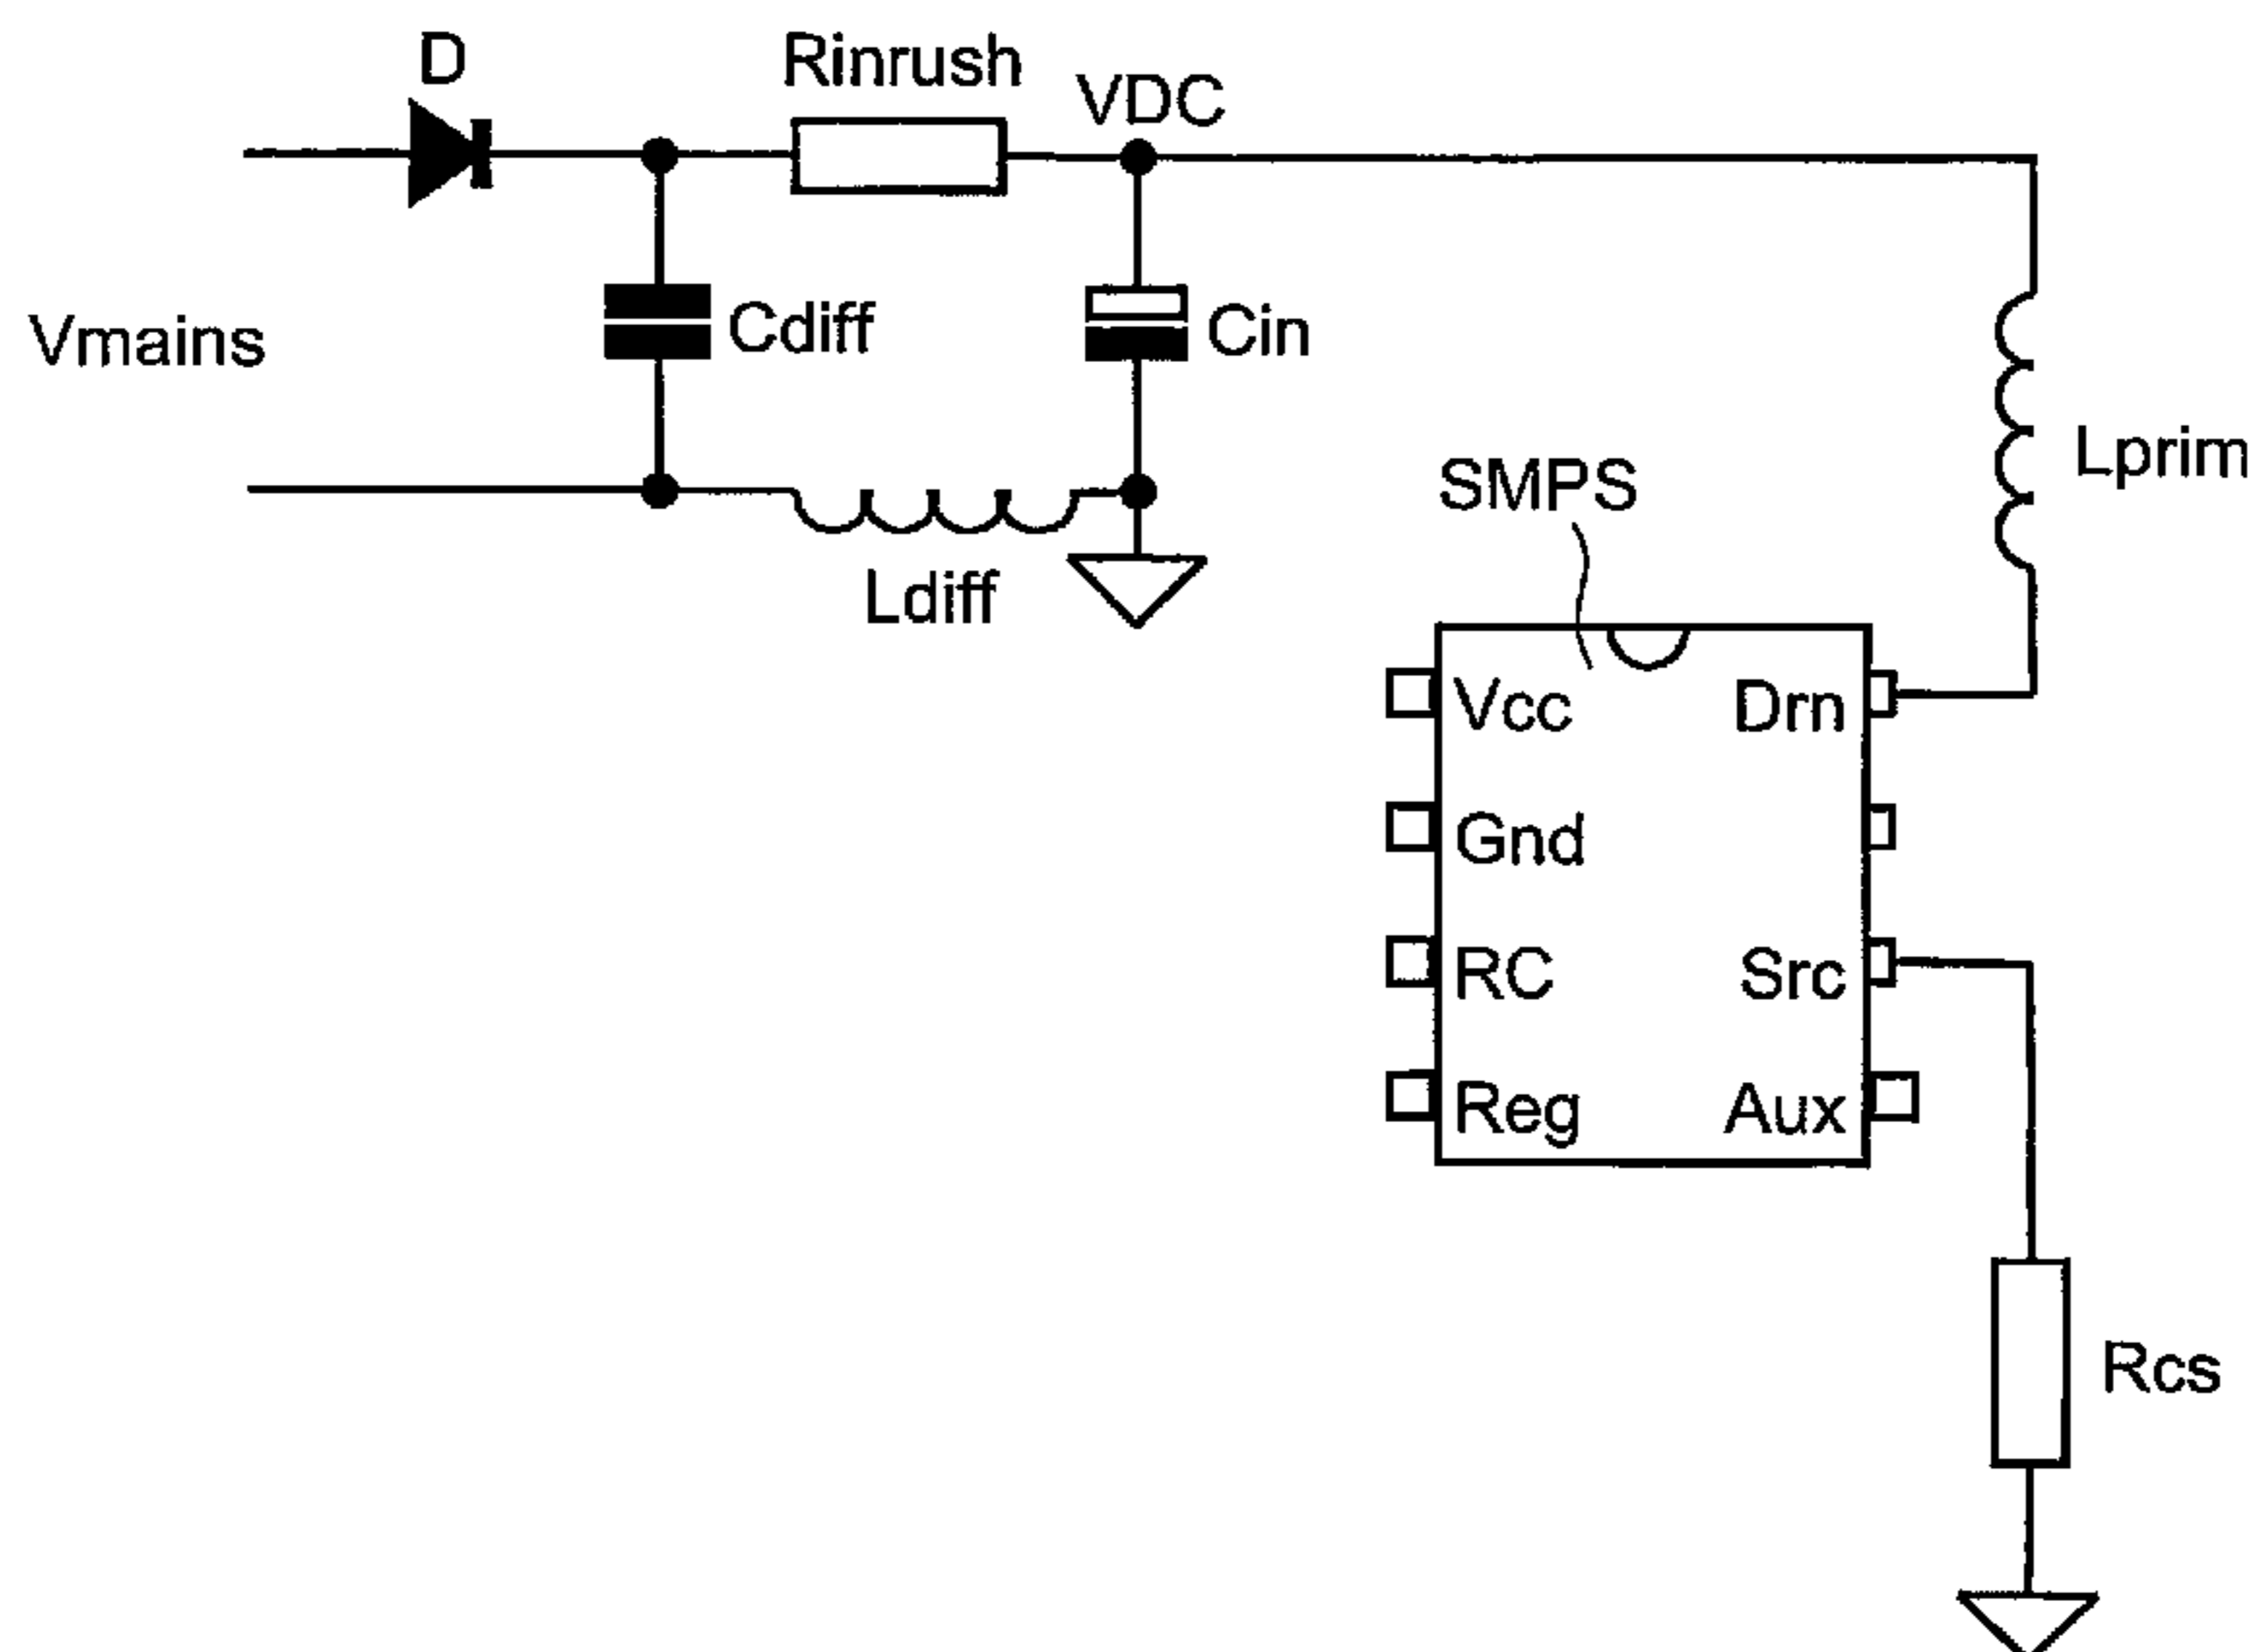 D
Rinrush
VDC
Vmains
Cdiff
Cin
Ldiff
Lprim
SMPS
Vcc
Drn
Gnd
RC
Src
Reg
Aux
Rcs